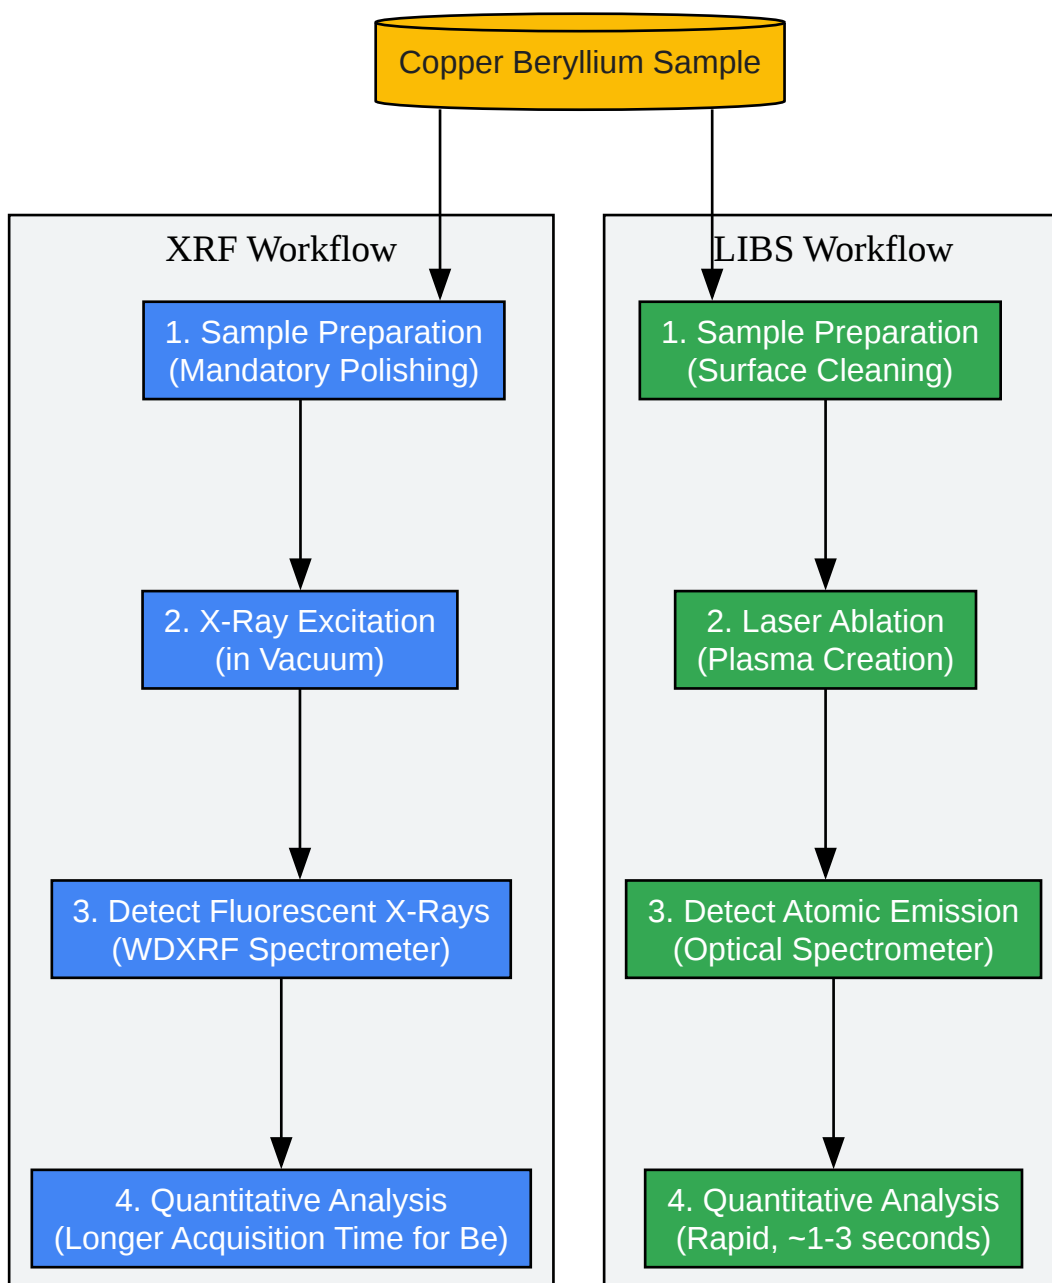 Copper Beryllium Sample
XRF Workflow
1. Sample Preparation
(Mandatory Polishing)
2. X-Ray Excitation
(in Vacuum)
3. Detect Fluorescent X-Rays
(WDXRF Spectrometer)
4. Quantitative Analysis
(Longer Acquisition Time for Be)
LIBS Workflow
1. Sample Preparation
(Surface Cleaning)
2. Laser Ablation
(Plasma Creation)
3. Detect Atomic Emission
(Optical Spectrometer)
4. Quantitative Analysis
(Rapid, ~1-3 seconds)